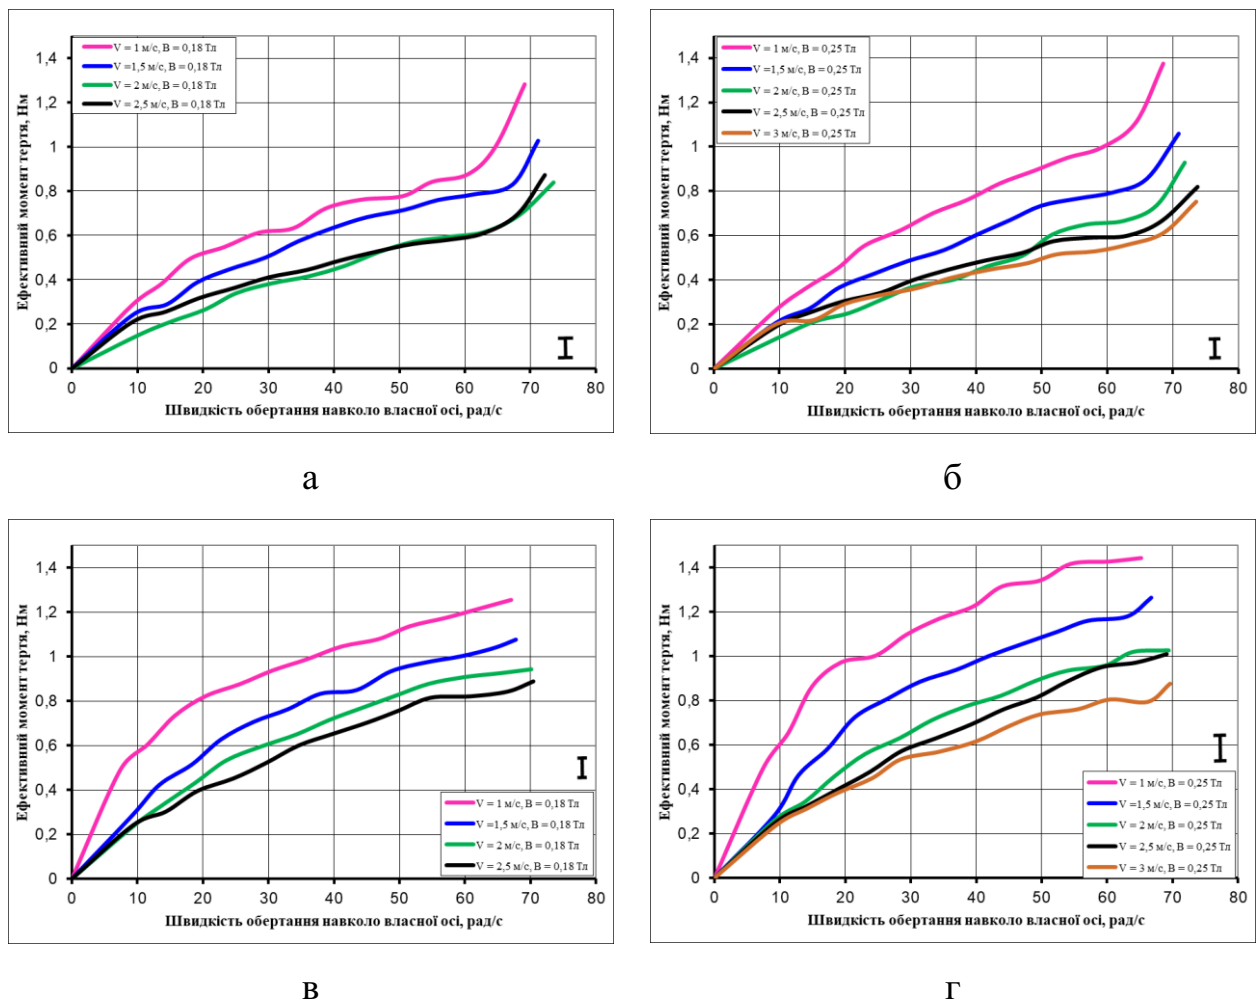 V = 1 м/с, B = 0,18 Тл
V =1,5 м/с, B = 0,18 Тл
V = 2 м/с, B = 0,18 Тл
V = 2,5 м/с, B = 0,18 Тл
1,4
1,2
1
0,8
0,6
0,4
0,2
0
0 10 20 30 40 50 60 70 80
Ефективний момент тертя, Нм
Швидкість обертання навколо власної осі, рад/с
а
V = 1 м/с, B = 0,25 Тл
V =1,5 м/с, B = 0,25 Тл
V = 2 м/с, B = 0,25 Тл
V = 2,5 м/с, B = 0,25 Тл
V = 3 м/с, B = 0,25 Тл
1,4
1,2
1
0,8
0,6
0,4
0,2
0
0 10 20 30 40 50 60 70 80
Ефективний момент тертя, Нм
Швидкість обертання навколо власної осі, рад/с
б
1,4
1,2
1
0,8
0,6
0,4
0,2
0
0 10 20 30 40 50 60 70 80
Ефективний момент тертя, Нм
V = 1 м/с, B = 0,18 Тл
V =1,5 м/с, B = 0,18 Тл
V = 2 м/с, B = 0,18 Тл
V = 2,5 м/с, B = 0,18 Тл
Швидкість обертання навколо власної осі, рад/с
в
1,4
1,2
1
0,8
0,6
0,4
0,2
0
0 10 20 30 40 50 60 70 80
Ефективний момент тертя, Нм
V = 1 м/с, B = 0,25 Тл
V =1,5 м/с, B = 0,25 Тл
V = 2 м/с, B = 0,25 Тл
V = 2,5 м/с, B = 0,25 Тл
V = 3 м/с, B = 0,25 Тл
Швидкість обертання навколо власної осі, рад/с
г